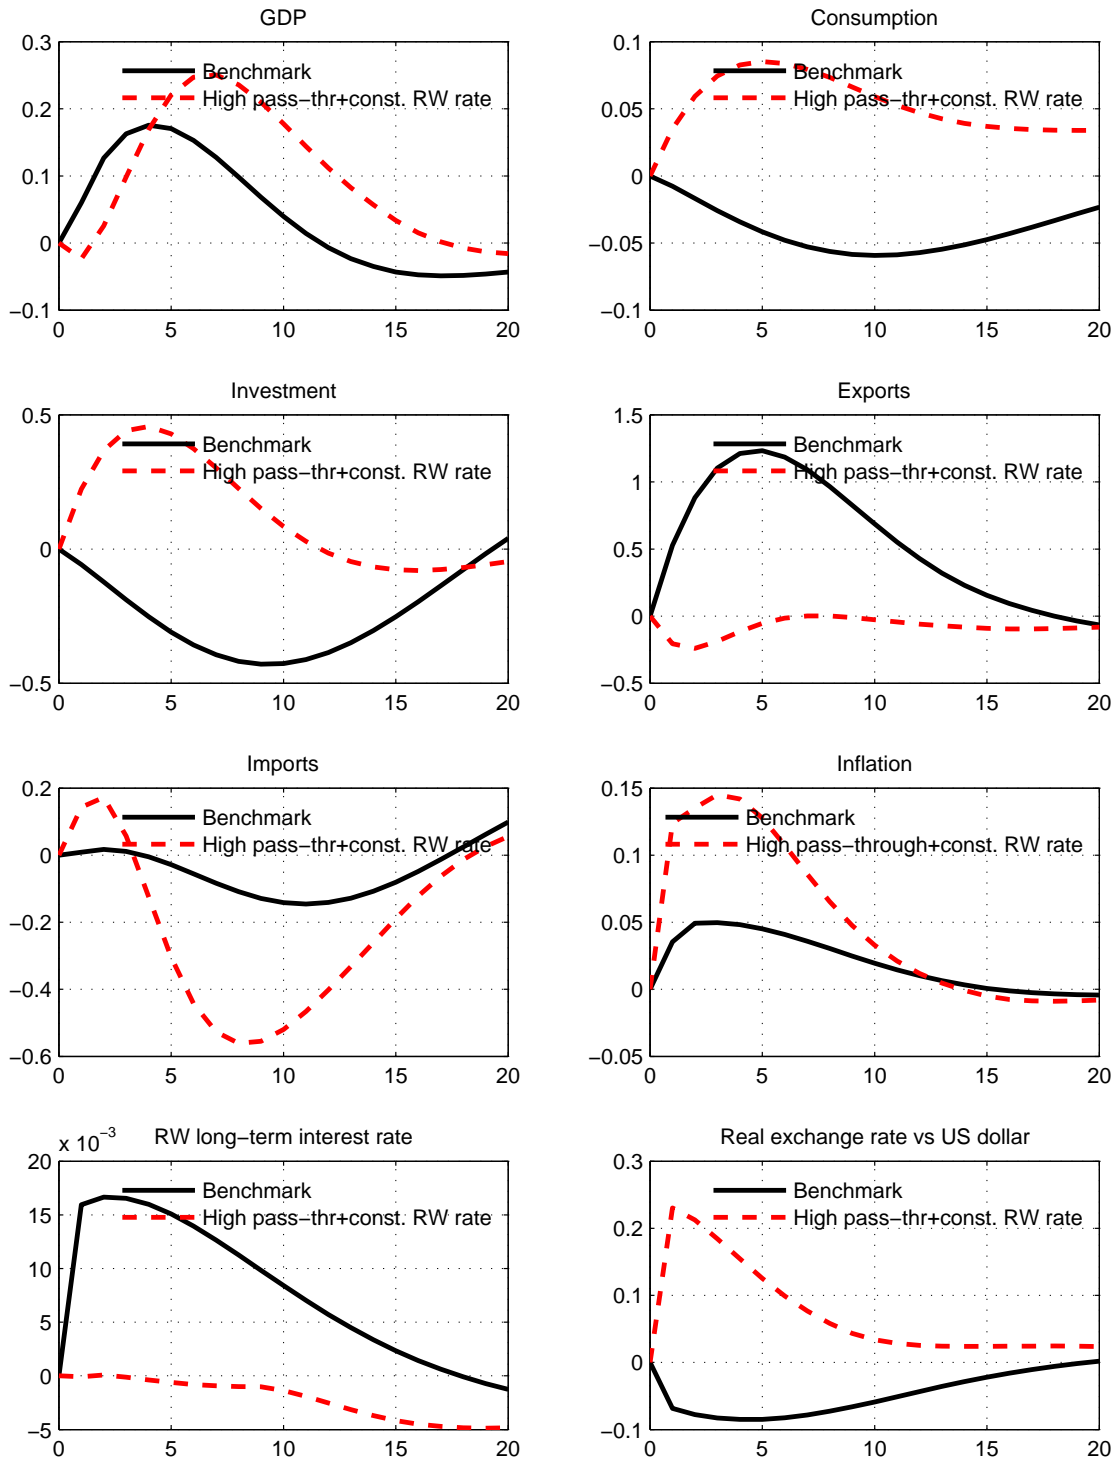 GDP
0.3
0.2
0.1
0
−0.1
0 5 10 15 20
Benchmark
High pass−thr+const. RW rate
Consumption
0.1
0.05
0
−0.05
−0.1
0 5 10 15 20
Benchmark
High pass−thr+const. RW rate
Investment
0.5
0
−0.5
0 5 10 15 20
Benchmark
High pass−thr+const. RW rate
Exports
1.5
1
0.5
0
−0.5
0 5 10 15 20
Benchmark
High pass−thr+const. RW rate
Imports
0.2
0
−0.2
−0.4
−0.6
0 5 10 15 20
Benchmark
High pass−thr+const. RW rate
Inflation
0.15
0.1
0.05
0
−0.05
0 5 10 15 20
Benchmark
High pass−through+const. RW rate
x 10⁻³
RW long−term interest rate
20
15
10
5
0
−5
0 5 10 15 20
Benchmark
High pass−thr+const. RW rate
Real exchange rate vs US dollar
0.3
0.2
0.1
0
−0.1
0 5 10 15 20
Benchmark
High pass−thr+const. RW rate